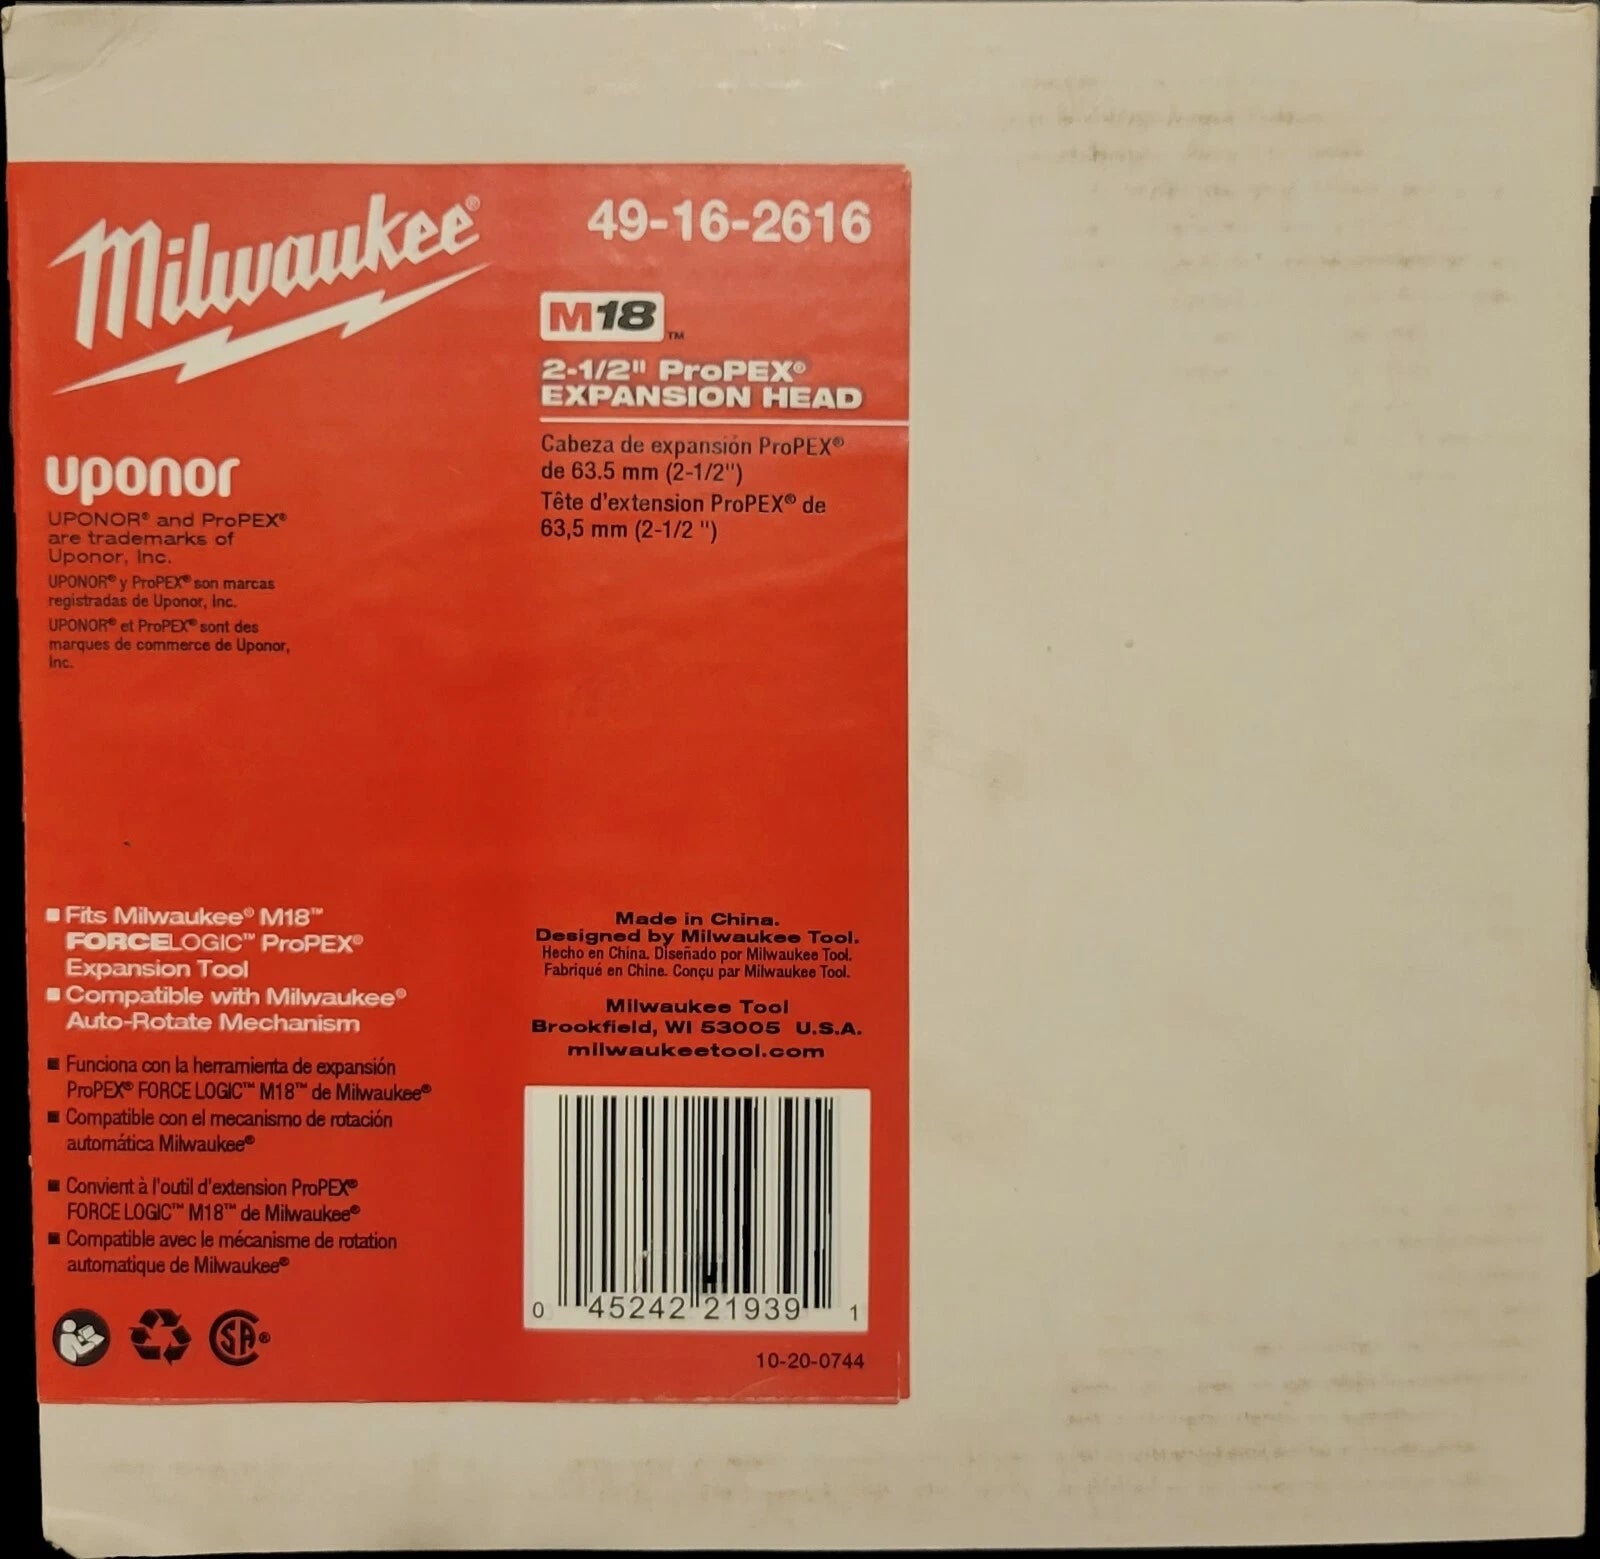 Milwaukee®
49-16-2616
M18™
2-1/2" ProPEX®
EXPANSION HEAD
Cabeza de expansión ProPEX®
de 63.5 mm (2-1/2")
Tête d'extension ProPEX® de
63,5 mm (2-1/2 ")
uponor
UPONOR® and ProPEX®
are trademarks of
Uponor, Inc.
UPONOR® y ProPEX® son marcas
registradas de Uponor, Inc.
UPONOR® et ProPEX® sont des
marques de commerce de Uponor,
Inc.
Fits Milwaukee® M18™
FORCELOGIC™ ProPEX®
Expansion Tool
Compatible with Milwaukee®
Auto-Rotate Mechanism
Funciona con la herramienta de expansión
ProPEX® FORCE LOGIC™ M18™ de Milwaukee®
Compatible con el mecanismo de rotación
automática Milwaukee®
Convient à l'outil d'extension ProPEX®
FORCE LOGIC™ M18™ de Milwaukee®
Compatible avec le mécanisme de rotation
automatique de Milwaukee®
SA®
Made in China.
Designed by Milwaukee Tool.
Hecho en China. Diseñado por Milwaukee Tool.
Fabriqué en Chine. Conçu par Milwaukee Tool.
Milwaukee Tool
Brookfield, WI 53005 U.S.A.
milwaukeetool.com
0 45242 21939 1
10-20-0744